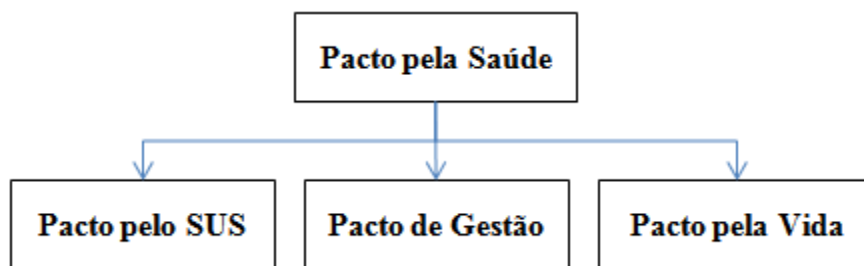 Pacto pela Saúde
Pacto pelo SUS
Pacto de Gestão
Pacto pela Vida